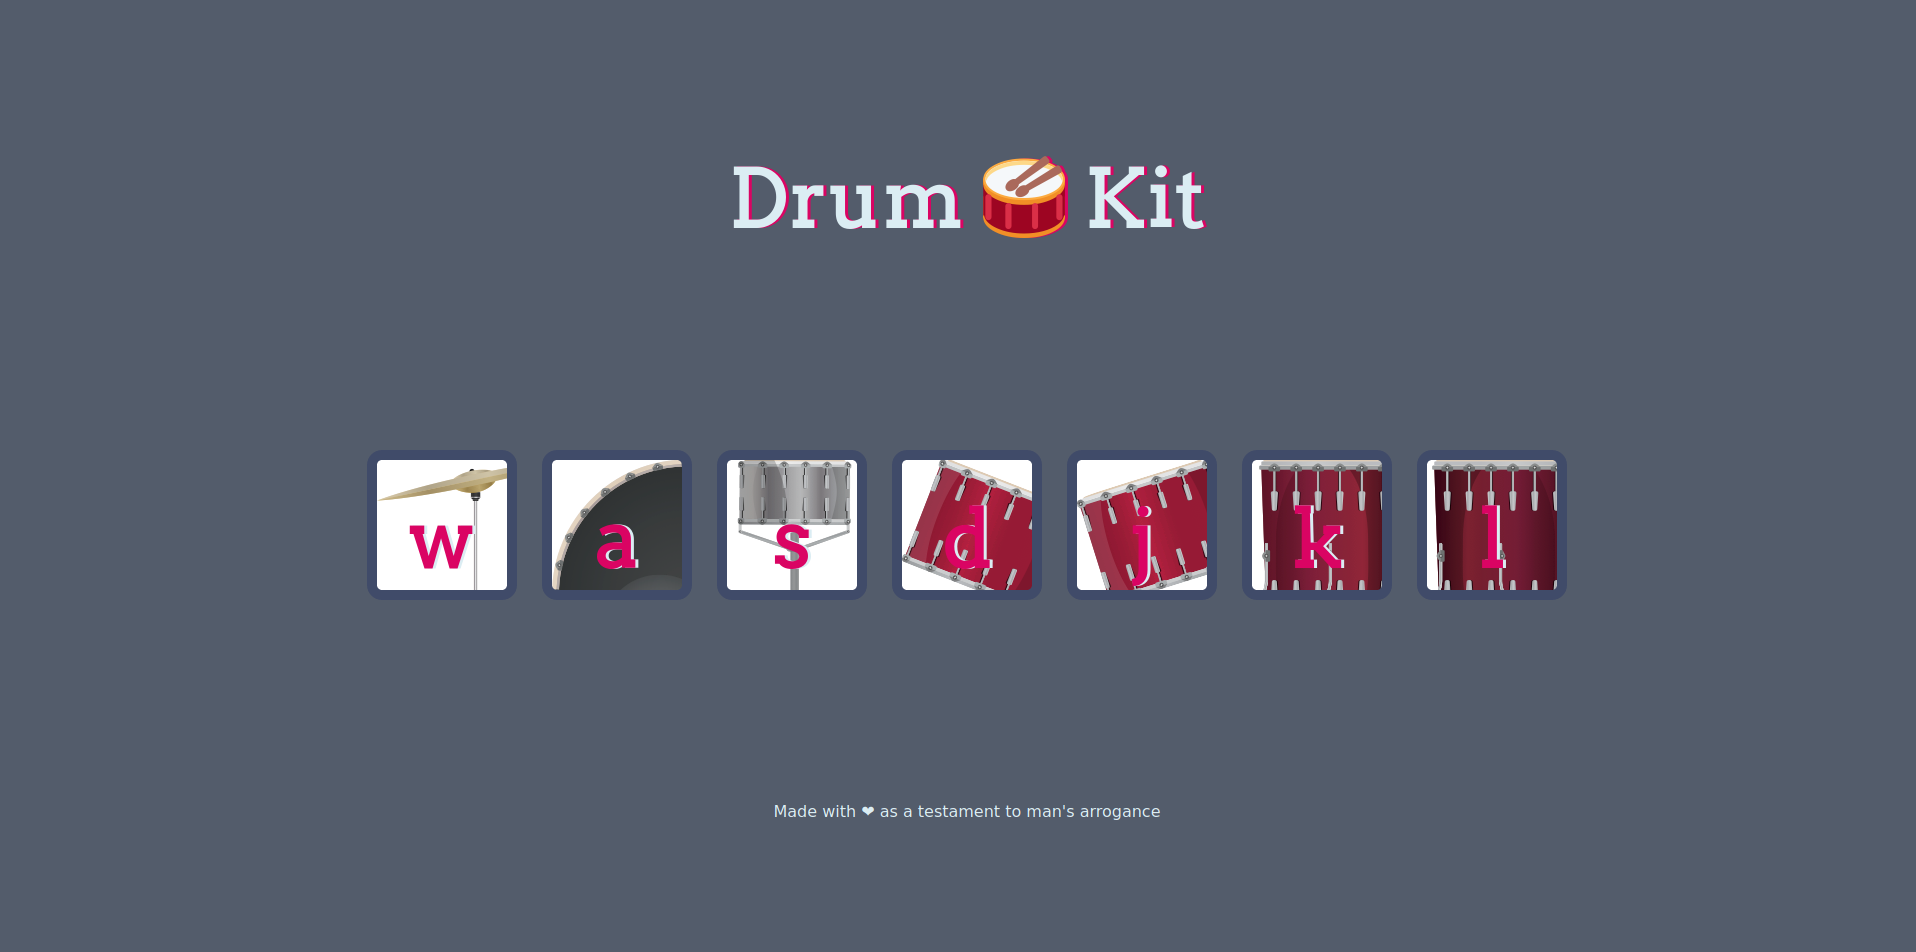 Drum 🥁 Kit
w a s d j k l
Made with ❤ as a testament to man's arrogance